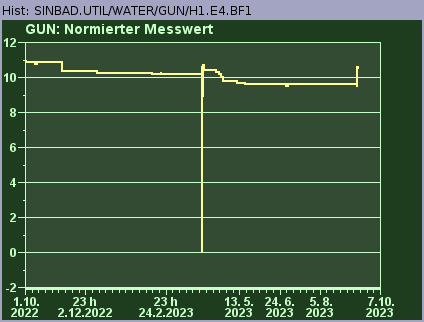 Hist: SINBAD.UTIL/WATER/GUN/H1.E4.BF1
GUN: Normierter Messwert
12
10
8
6
4
2
0
-2
1.10. 23 h 23 h 13. 5. 24. 6. 5. 8. 7.10.
2022 2.12.2022 24.2.2023 2023 2023 2023 2023